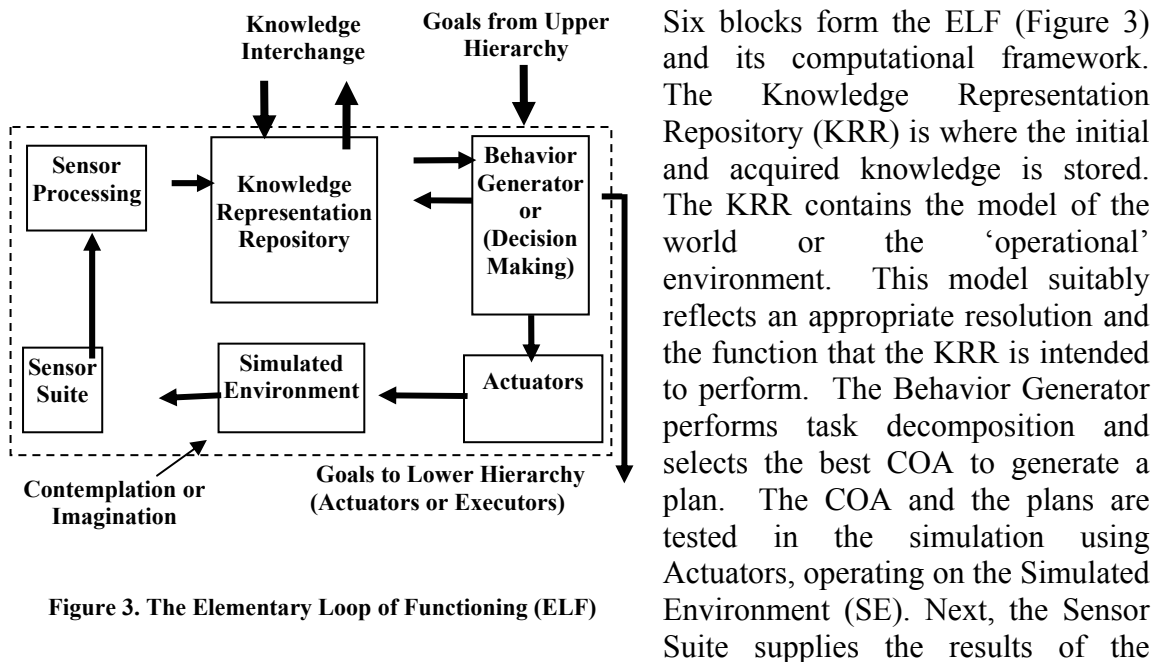 Knowledge
Interchange
Goals from Upper
Hierarchy
Sensor
Processing
Knowledge
Representation
Repository
Behavior
Generator
or
(Decision
Making)
Sensor
Suite
Simulated
Environment
Actuators
Contemplation or
Imagination
Goals to Lower Hierarchy
(Actuators or Executors)
Figure 3. The Elementary Loop of Functioning (ELF)
Six blocks form the ELF (Figure 3)
and its computational framework.
The Knowledge Representation
Repository (KRR) is where the initial
and acquired knowledge is stored.
The KRR contains the model of the
world or the ‘operational’
environment. This model suitably
reflects an appropriate resolution and
the function that the KRR is intended
to perform. The Behavior Generator
performs task decomposition and
selects the best COA to generate a
plan. The COA and the plans are
tested in the simulation using
Actuators, operating on the Simulated
Environment (SE). Next, the Sensor
Suite supplies the results of the